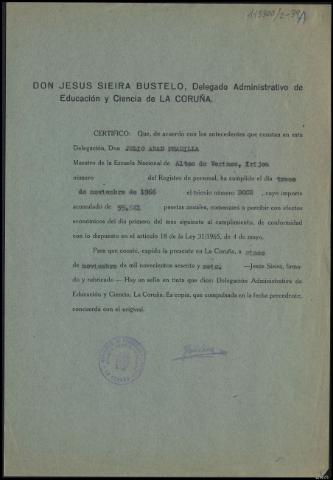 DON JESUS SIEIRA BUSTELO, Delegado Administrativo de
Educación y Ciencia de LA CORUÑA.
CERTIFICO: Que, de acuerdo con los antecedentes que constan en esta
Delegación, Don JULIO ARAN
Maestro de la Escuela Nacional de Altos de Irijoa
número del Registro de personal, ha cumplido el día trece
de noviembre de 1966 el trienio número DOCE, cuyo importe
acumulado de pesetas anuales, comenzará a percibir con efectos
económicos del día primero del mes siguiente al cumplimiento, de conformidad
con lo dispuesto en el artículo 18 de la Ley 31/1965, de 4 de mayo.
Para que conste, expido la presente en La Coruña, a
de noviembre de mil novecientos sesenta y seis. —Jesús Sieira, firma-
do y rubricado — Hay un sello en tinta que dice: Delegación Administrativa de
Educación y Ciencia, La Coruña. Es copia, que compulsada en la fecha precedente,
concuerda con el original.